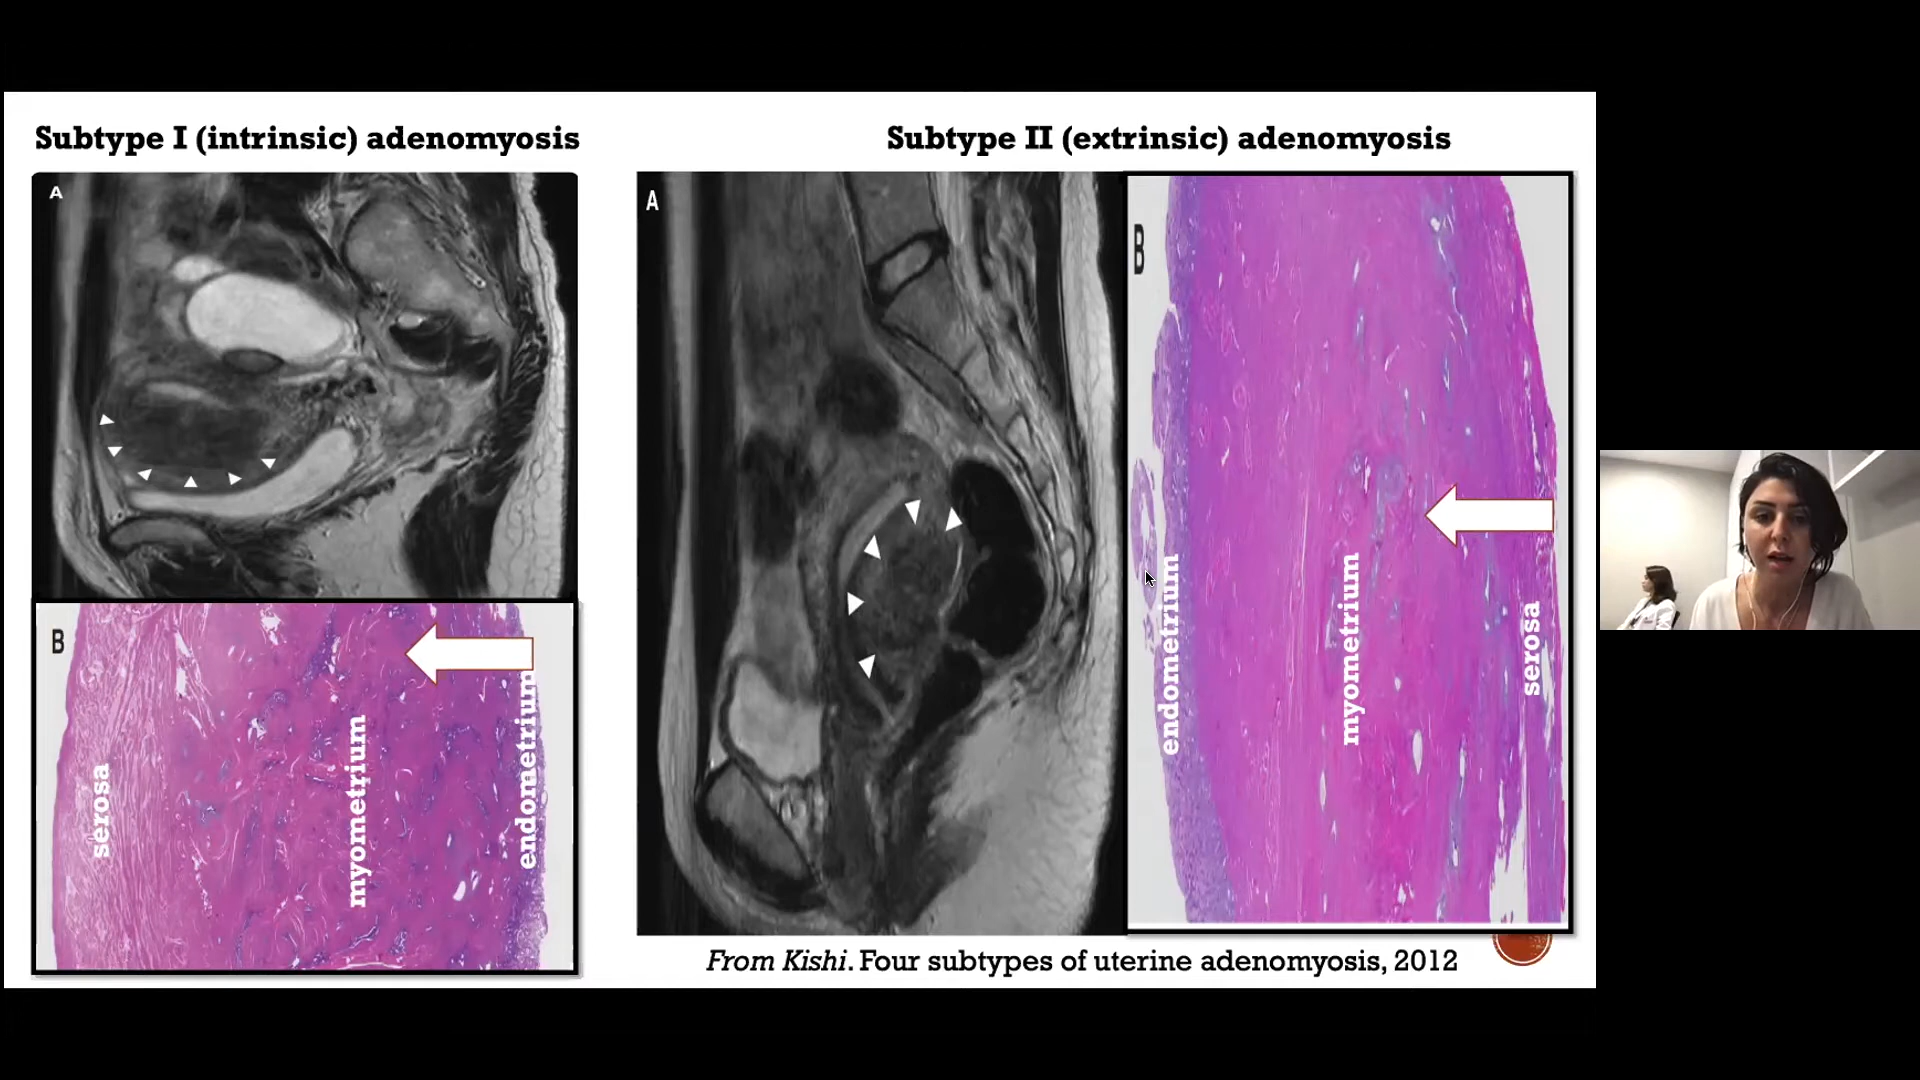 Subtype I (intrinsic) adenomyosis
Subtype II (extrinsic) adenomyosis
A
B
serosa
myometrium
endometrium
A
B
endometrium
myometrium
serosa
From Kishi. Four subtypes of uterine adenomyosis, 2012